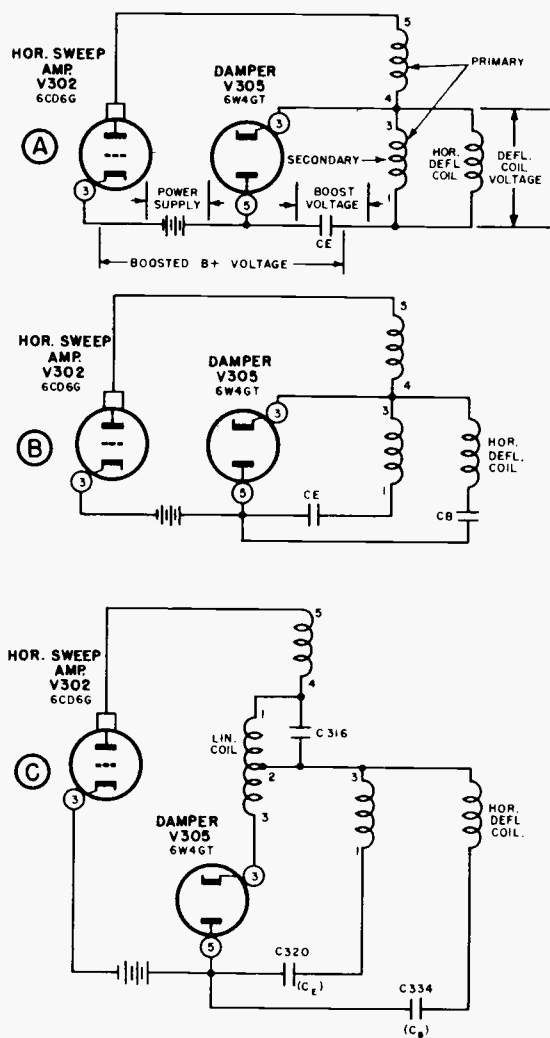 HOR. SWEEP
AMP.
V302
6CD6G
DAMPER
V305
6W4GT
A
3
3
5
POWER
SUPPLY
BOOST
VOLTAGE
CE
BOOSTED B+ VOLTAGE
5
PRIMARY
4
3
SECONDARY
1
HOR.
DEFL
COIL
DEFL.
COIL
VOLTAGE
HOR. SWEEP
AMP.
V302
6CD6G
DAMPER
V305
6W4GT
B
3
3
5
CE
5
4
3
1
HOR.
DEFL.
COIL
CB
HOR. SWEEP
AMP.
V302
6CD6G
C
3
5
4
1
LIN.
COIL
C316
2
3
3
1
HOR.
DEFL
COIL.
DAMPER
V305
6W4GT
3
5
C320
(CE)
C334
(CB)